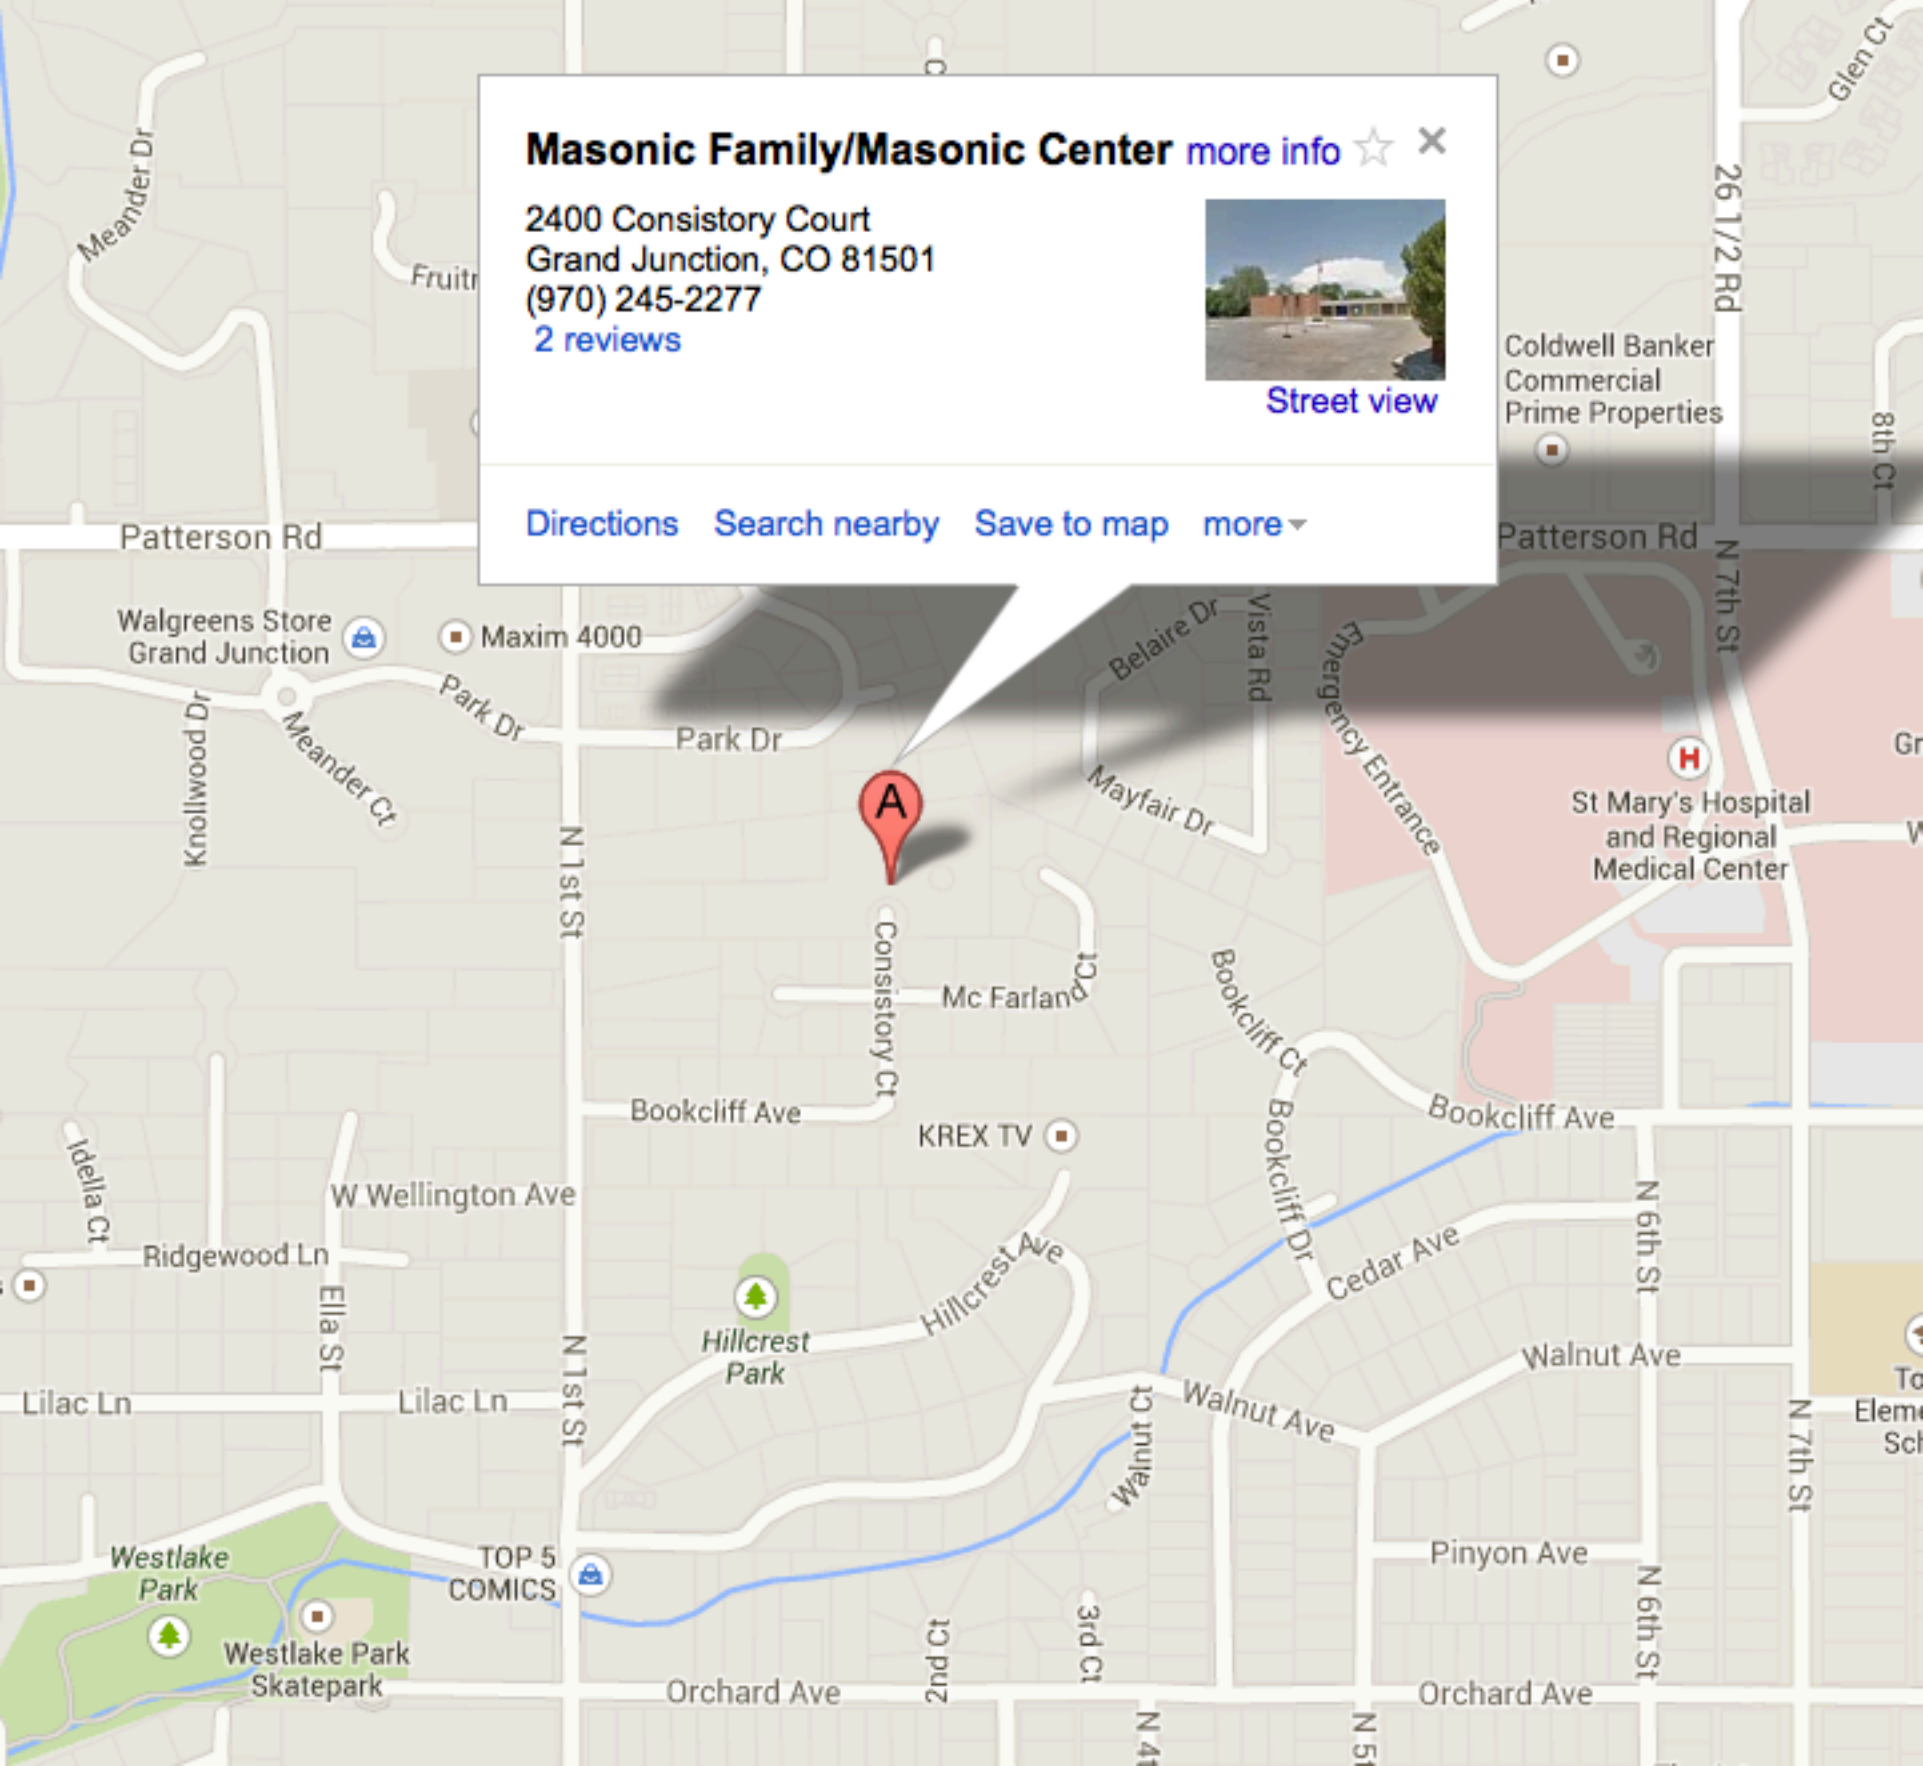 Glen Ct
Meander Dr
26 1/2 Rd
Masonic Family/Masonic Center more info
2400 Consistory Court
Grand Junction, CO 81501
(970) 245-2277
2 reviews
Street view
Directions Search nearby Save to map more
Coldwell Banker
Commercial
Prime Properties
8th Ct
Patterson Rd
Patterson Rd
N 7th St
Walgreens Store
Grand Junction
Maxim 4000
Belaire Dr
Vista Rd
Emergency Entrance
Park Dr
Park Dr
Knollwood Dr
Meander Ct
Mayfair Dr
A
H
St Mary's Hospital
and Regional
Medical Center
N 1st St
Consistory Ct
Mc Farland Ct
Bookcliff Ct
Bookcliff Ave
KREX TV
Bookcliff Ave
Bookcliff Dr
Idella Ct
W Wellington Ave
Ridgewood Ln
Ella St
Hillcrest Ave
Cedar Ave
N 6th St
Hillcrest
Park
N 1st St
Walnut Ave
Walnut Ave
Walnut Ct
Lilac Ln
Lilac Ln
N 7th St
Westlake
Park
TOP 5
COMICS
Pinyon Ave
N 6th St
Westlake Park
Skatepark
2nd Ct
3rd Ct
Orchard Ave
Orchard Ave